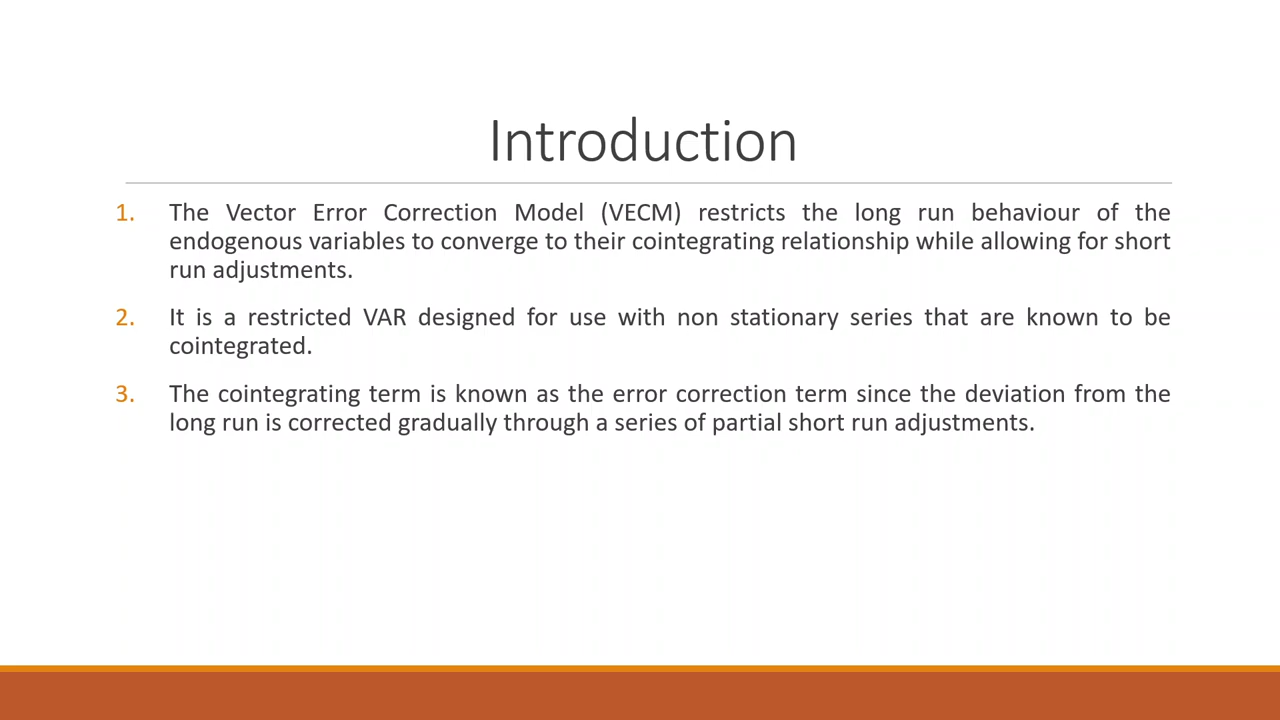 Introduction
1. The Vector Error Correction Model (VECM) restricts the long run behaviour of the
endogenous variables to converge to their cointegrating relationship while allowing for short
run adjustments.
2. It is a restricted VAR designed for use with non stationary series that are known to be
cointegrated.
3. The cointegrating term is known as the error correction term since the deviation from the
long run is corrected gradually through a series of partial short run adjustments.